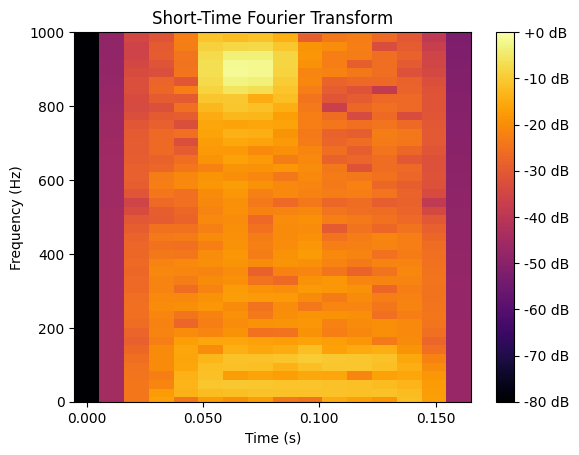 Short-Time Fourier Transform
1000
800
600
400
200
0
Frequency (Hz)
0.000
0.050
0.100
0.150
Time (s)
+0 dB
-10 dB
-20 dB
-30 dB
-40 dB
-50 dB
-60 dB
-70 dB
-80 dB